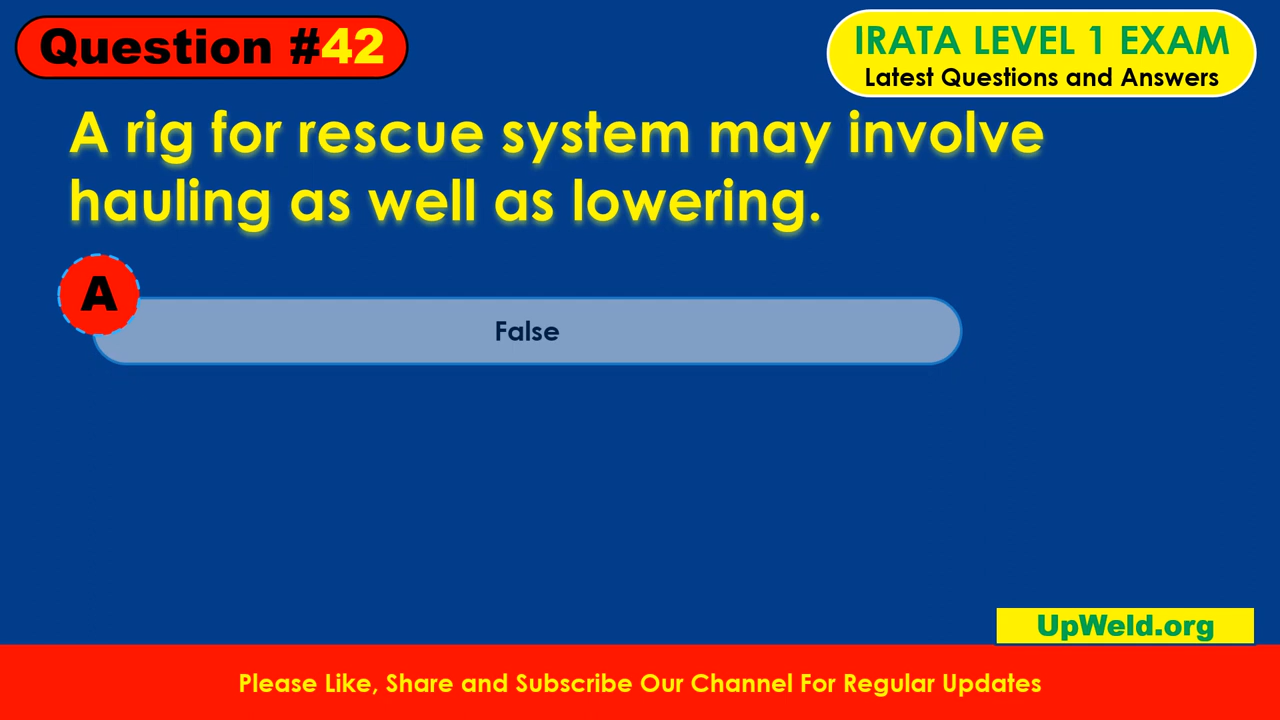 Question #42
IRATA LEVEL 1 EXAM
Latest Questions and Answers
A rig for rescue system may involve
hauling as well as lowering.
A
False
UpWeld.org
Please Like, Share and Subscribe Our Channel For Regular Updates